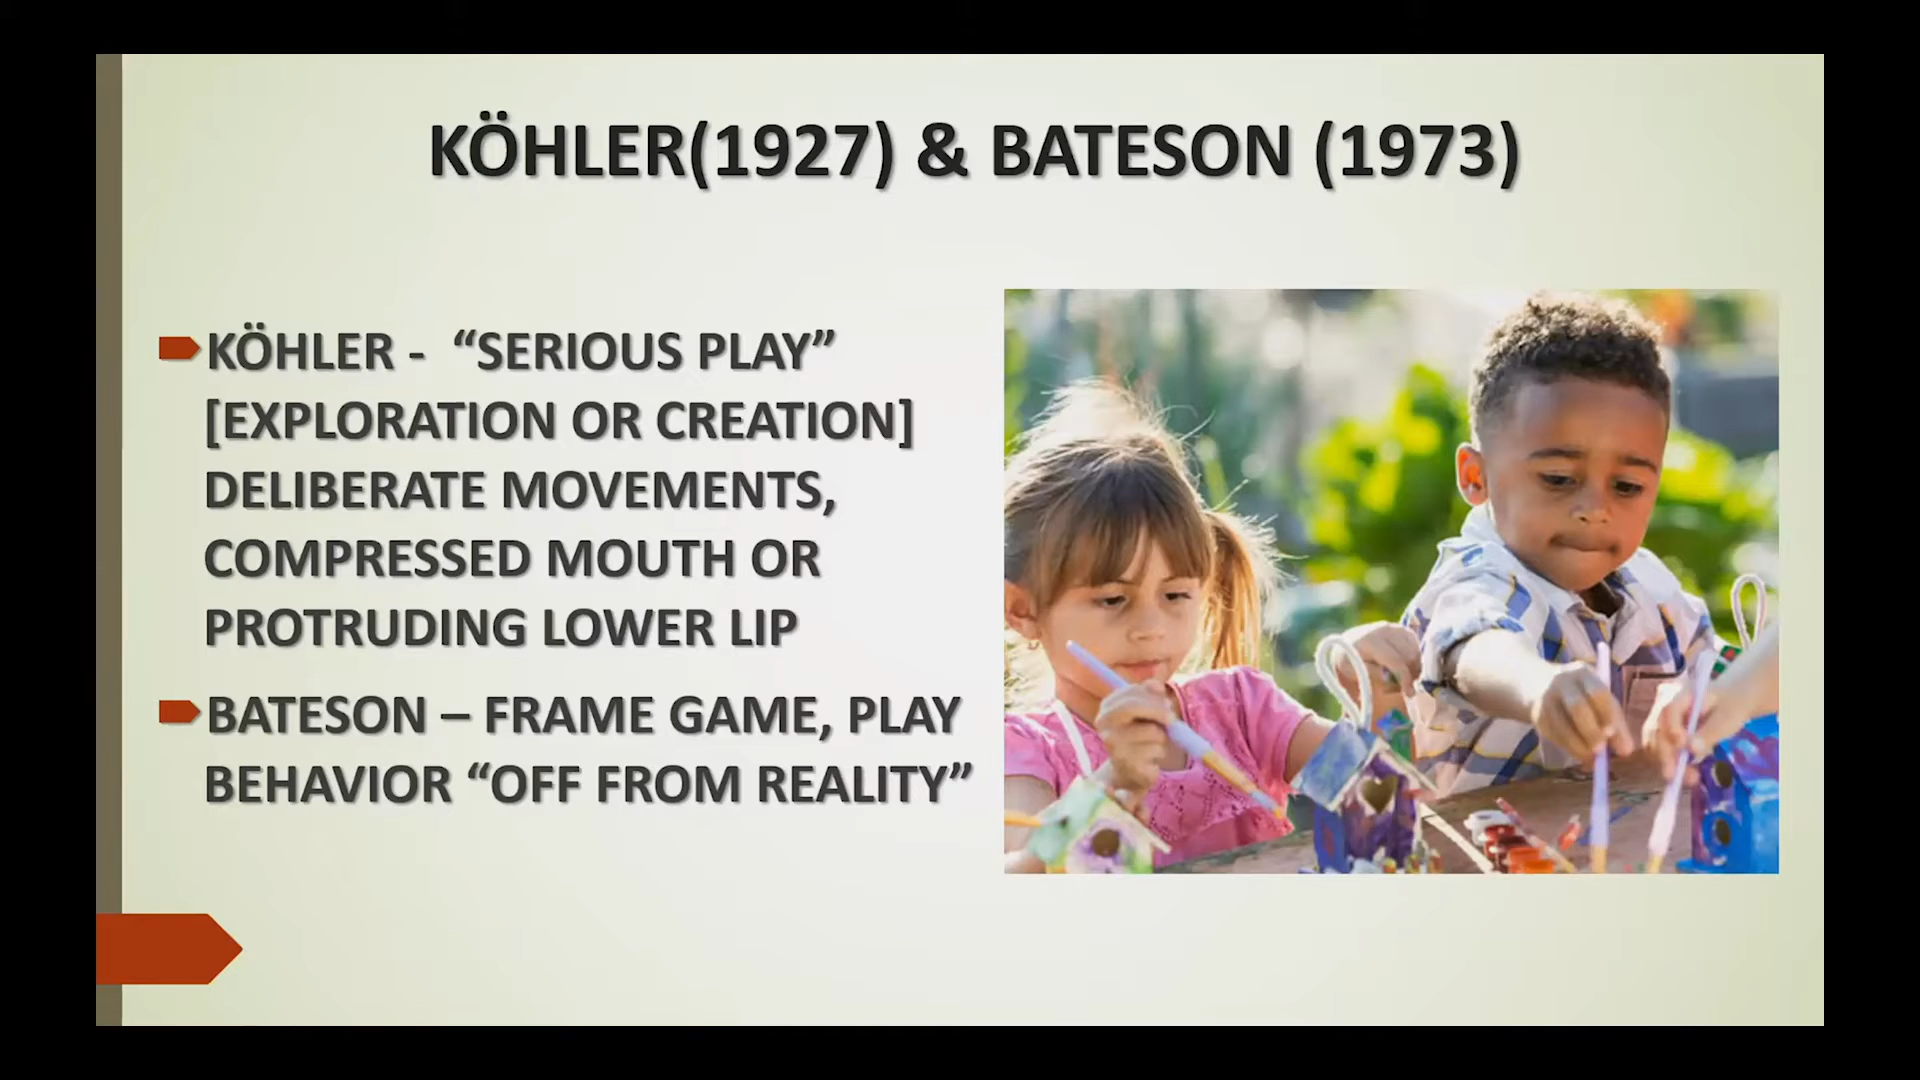 KÖHLER(1927) & BATESON (1973)
KÖHLER - “SERIOUS PLAY”
[EXPLORATION OR CREATION]
DELIBERATE MOVEMENTS,
COMPRESSED MOUTH OR
PROTRUDING LOWER LIP
BATESON – FRAME GAME, PLAY
BEHAVIOR “OFF FROM REALITY”